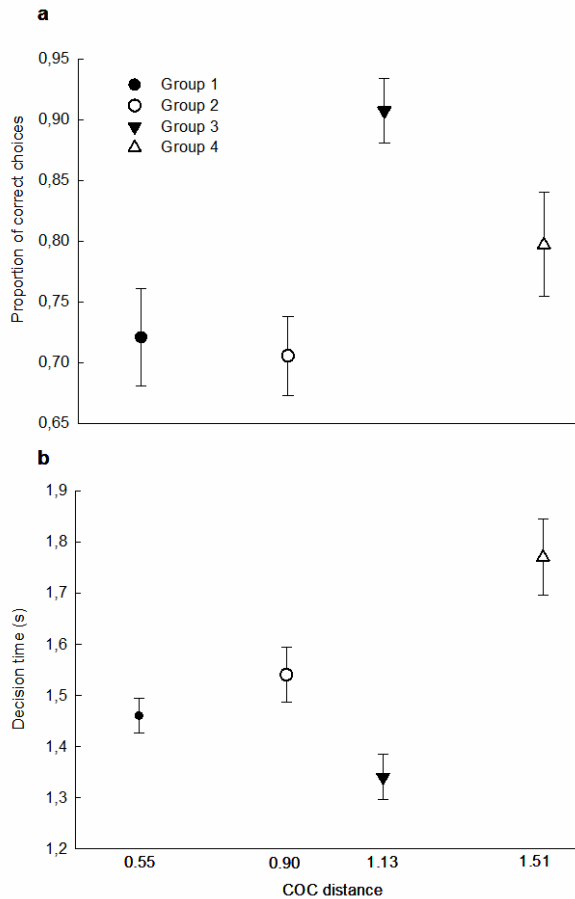 a
Proportion of correct choices
0,95
0,90
0,85
0,80
0,75
0,70
0,65
Group 1
Group 2
Group 3
Group 4
b
Decision time (s)
1,9
1,8
1,7
1,6
1,5
1,4
1,3
1,2
0.55 0.90 1.13 1.51
COC distance